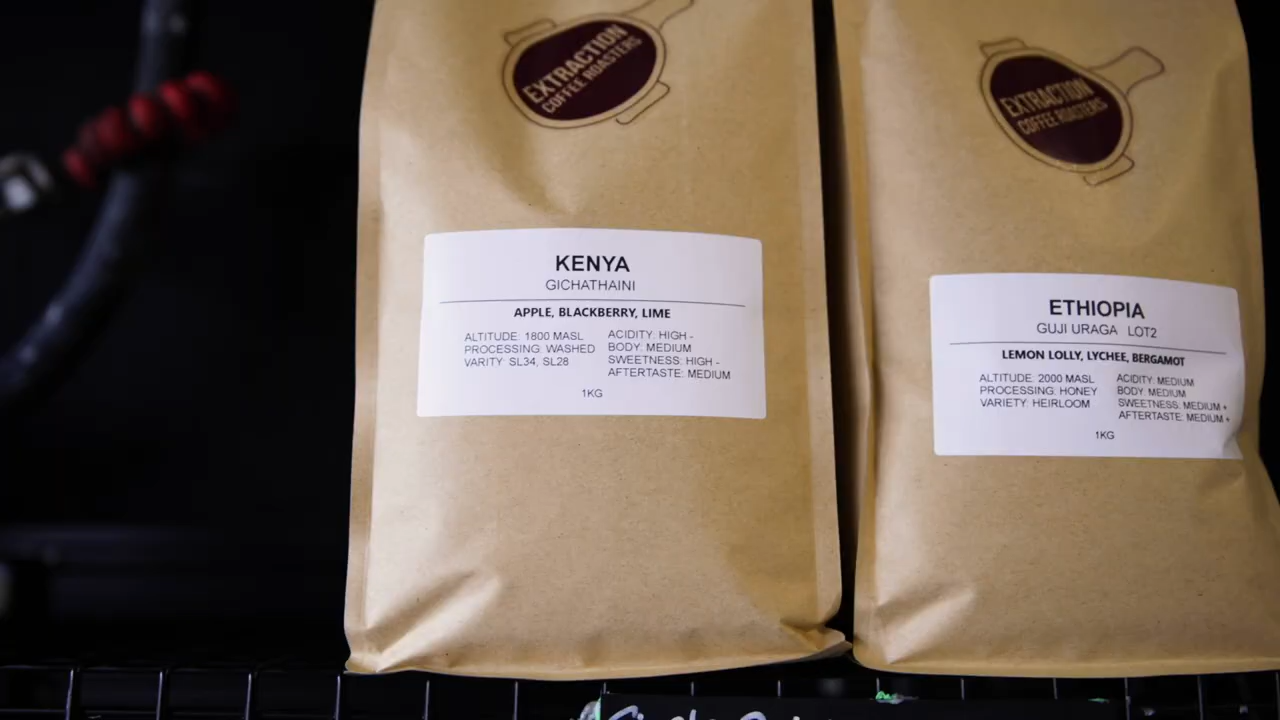 EXTRACTION
COFFEE ROASTERS
KENYA
GICHATHAINI
APPLE, BLACKBERRY, LIME
ALTITUDE: 1800 MASL
PROCESSING: WASHED
VARITY SL34, SL28
ACIDITY: HIGH -
BODY: MEDIUM
SWEETNESS: HIGH -
AFTERTASTE: MEDIUM
1KG
EXTRACTION
COFFEE ROASTERS
ETHIOPIA
GUJI URAGA LOT2
LEMON LOLLY, LYCHEE, BERGAMOT
ALTITUDE: 2000 MASL
PROCESSING: HONEY
VARIETY: HEIRLOOM
ACIDITY: MEDIUM
BODY: MEDIUM
SWEETNESS: MEDIUM +
AFTERTASTE: MEDIUM +
1KG